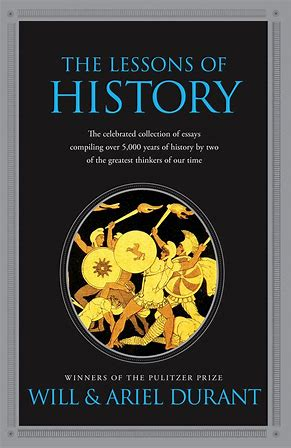 THE LESSONS OF
HISTORY
The celebrated collection of essays
compiling over 5,000 years of history by two
of the greatest thinkers of our time
WINNERS OF THE PULITZER PRIZE
WILL & ARIEL DURANT